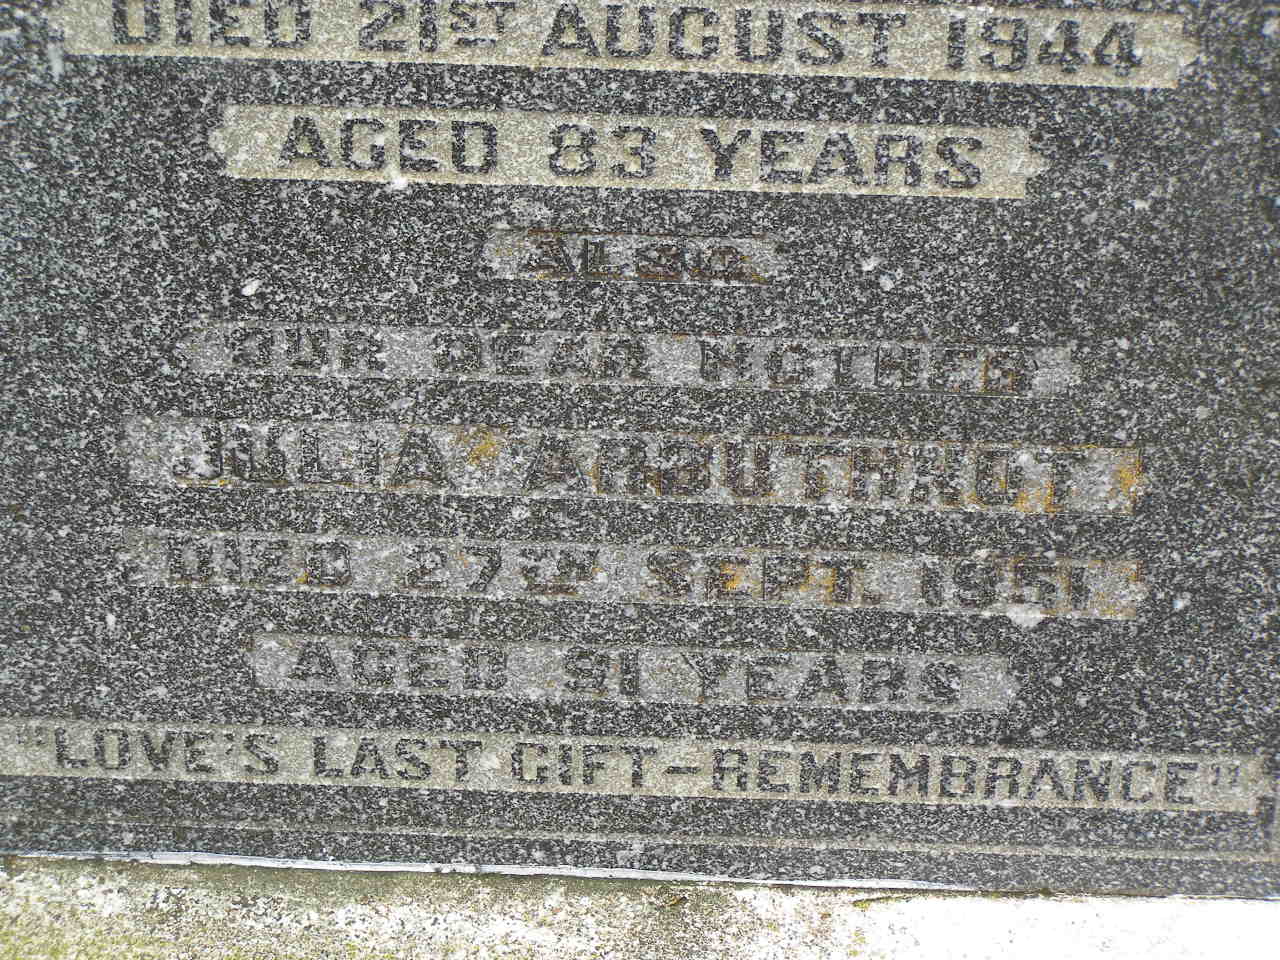 DIED 21ST AUGUST 1944
AGED 83 YEARS
ALSO
OUR DEAR MOTHER
JULIA ARBUTHNOT
DIED 27TH SEPT. 1951
AGED 91 YEARS
"LOVE'S LAST GIFT-REMEMBRANCE"